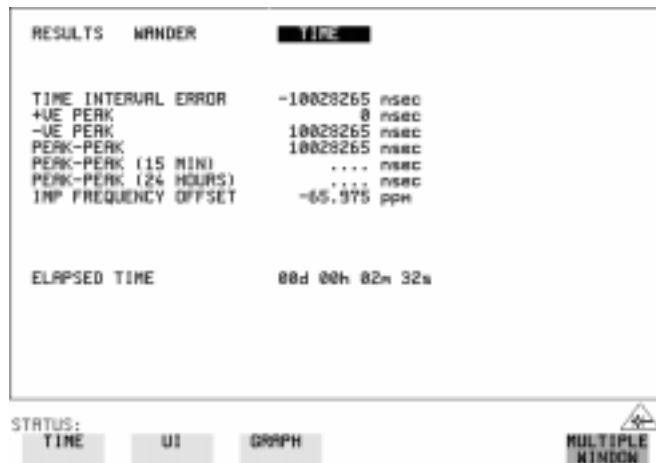 RESULTS WANDER TIME
TIME INTERVAL ERROR -10028265 nsec
+VE PEAK 0 nsec
-VE PEAK 10028265 nsec
PEAK-PEAK 10028265 nsec
PEAK-PEAK (15 MIN) .... nsec
PEAK-PEAK (24 HOURS) .... nsec
IMP FREQUENCY OFFSET -65.975 ppm
ELAPSED TIME 00d 00h 02m 32s
STATUS:
TIME UI GRAPH MULTIPLE
WINDOW